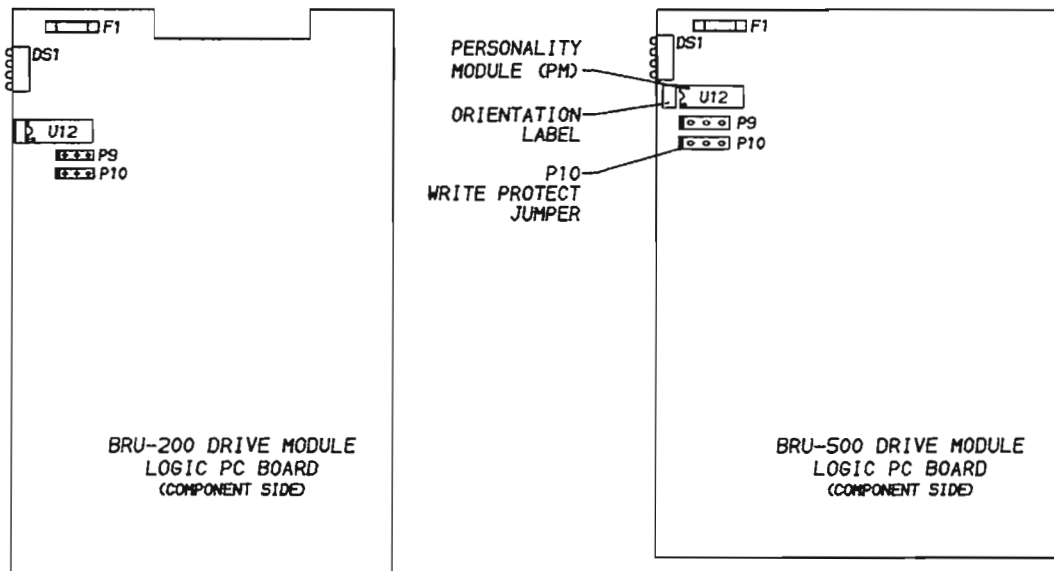 F1
DS1
U12
P9
P10
BRU-200 DRIVE MODULE
LOGIC PC BOARD
(COMPONENT SIDE)
PERSONALITY
MODULE (PM)
ORIENTATION
LABEL
P10
WRITE PROTECT
JUMPER
F1
DS1
U12
P9
P10
BRU-500 DRIVE MODULE
LOGIC PC BOARD
(COMPONENT SIDE)